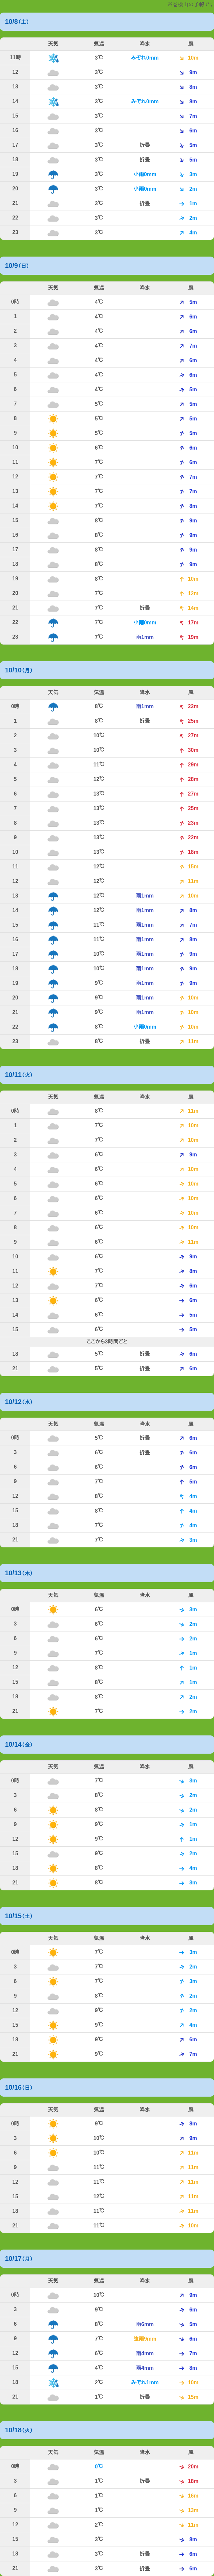 ※岩木山の予報です
10/8(土)
天気 気温 降水 風
11時 3℃ みぞれ0mm 10m
12 3℃ 9m
13 3℃ 8m
14 3℃ みぞれ0mm 8m
15 3℃ 7m
16 3℃ 6m
17 3℃ 折畳 5m
18 3℃ 折畳 5m
19 3℃ 小雨0mm 3m
20 3℃ 小雨0mm 2m
21 3℃ 折畳 1m
22 3℃ 2m
23 3℃ 4m
10/9(日)
天気 気温 降水 風
0時 4℃ 5m
1 4℃ 6m
2 4℃ 6m
3 4℃ 7m
4 4℃ 6m
5 4℃ 6m
6 4℃ 5m
7 5℃ 5m
8 5℃ 5m
9 5℃ 5m
10 6℃ 6m
11 7℃ 6m
12 7℃ 7m
13 7℃ 7m
14 7℃ 8m
15 8℃ 9m
16 8℃ 9m
17 8℃ 9m
18 8℃ 9m
19 8℃ 10m
20 7℃ 12m
21 7℃ 折畳 14m
22 7℃ 小雨0mm 17m
23 7℃ 雨1mm 19m
10/10(月)
天気 気温 降水 風
0時 8℃ 雨1mm 22m
1 8℃ 折畳 25m
2 10℃ 27m
3 10℃ 30m
4 11℃ 29m
5 12℃ 28m
6 13℃ 27m
7 13℃ 25m
8 13℃ 23m
9 13℃ 22m
10 13℃ 18m
11 12℃ 15m
12 12℃ 11m
13 12℃ 雨1mm 10m
14 12℃ 雨1mm 8m
15 11℃ 雨1mm 7m
16 11℃ 雨1mm 8m
17 10℃ 雨1mm 9m
18 10℃ 雨1mm 9m
19 9℃ 雨1mm 9m
20 9℃ 雨1mm 10m
21 9℃ 雨1mm 10m
22 8℃ 小雨0mm 10m
23 8℃ 折畳 11m
10/11(火)
天気 気温 降水 風
0時 8℃ 11m
1 7℃ 10m
2 7℃ 10m
3 6℃ 9m
4 6℃ 10m
5 6℃ 10m
6 6℃ 10m
7 6℃ 10m
8 6℃ 10m
9 6℃ 11m
10 6℃ 9m
11 7℃ 8m
12 7℃ 6m
13 6℃ 6m
14 6℃ 5m
15 6℃ 5m
ここから3時間ごと
18 5℃ 折畳 6m
21 5℃ 折畳 6m
10/12(水)
天気 気温 降水 風
0時 5℃ 折畳 6m
3 6℃ 折畳 6m
6 6℃ 6m
9 7℃ 5m
12 8℃ 4m
15 8℃ 4m
18 7℃ 4m
21 7℃ 3m
10/13(木)
天気 気温 降水 風
0時 6℃ 3m
3 6℃ 2m
6 6℃ 2m
9 7℃ 1m
12 8℃ 1m
15 8℃ 1m
18 8℃ 2m
21 7℃ 2m
10/14(金)
天気 気温 降水 風
0時 7℃ 3m
3 8℃ 2m
6 8℃ 2m
9 9℃ 1m
12 9℃ 1m
15 9℃ 2m
18 8℃ 4m
21 8℃ 3m
10/15(土)
天気 気温 降水 風
0時 7℃ 3m
3 7℃ 2m
6 7℃ 3m
9 8℃ 2m
12 9℃ 2m
15 9℃ 4m
18 9℃ 6m
21 9℃ 7m
10/16(日)
天気 気温 降水 風
0時 9℃ 8m
3 10℃ 9m
6 10℃ 11m
9 11℃ 11m
12 11℃ 11m
15 12℃ 11m
18 11℃ 11m
21 11℃ 10m
10/17(月)
天気 気温 降水 風
0時 10℃ 9m
3 9℃ 6m
6 8℃ 雨6mm 5m
9 7℃ 強雨9mm 6m
12 6℃ 雨4mm 7m
15 4℃ 雨4mm 8m
18 2℃ みぞれ1mm 10m
21 1℃ 折畳 15m
10/18(火)
天気 気温 降水 風
0時 0℃ 20m
3 1℃ 折畳 18m
6 1℃ 16m
9 1℃ 13m
12 2℃ 11m
15 3℃ 8m
18 3℃ 折畳 6m
21 3℃ 折畳 6m